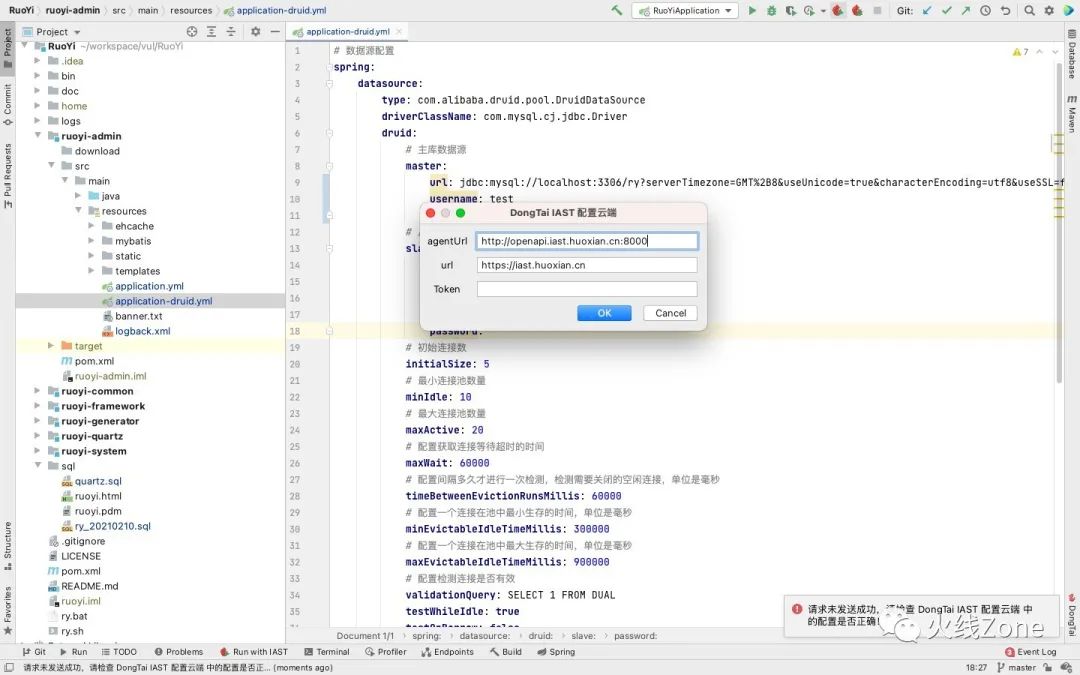 RuoYi › ruoyi-admin › src › main › resources › application-druid.yml
RuoYiApplication
Git:
Project
application-druid.yml
RuoYi ~/workspace/vul/RuoYi
.idea
bin
doc
home
logs
ruoyi-admin
download
src
main
java
resources
ehcache
mybatis
static
templates
application.yml
application-druid.yml
banner.txt
logback.xml
target
pom.xml
ruoyi-admin.iml
ruoyi-common
ruoyi-framework
ruoyi-generator
ruoyi-quartz
ruoyi-system
sql
quartz.sql
ruoyi.html
ruoyi.pdm
ry_20210210.sql
.gitignore
LICENSE
pom.xml
README.md
ruoyi.iml
ry.bat
ry.sh
Project
Commit
Pull Requests
Structure
Favorites
7
1 # 数据源配置
2 spring:
3 datasource:
4 type: com.alibaba.druid.pool.DruidDataSource
5 driverClassName: com.mysql.cj.jdbc.Driver
6 druid:
7 # 主库数据源
8 master:
9 url: jdbc:mysql://localhost:3306/ry?serverTimezone=GMT%2B8&useUnicode=true&characterEncoding=utf8&useSSL=f
10 username: test
11
12 #
13 sla
14
15
16
17
18 password:
19 # 初始连接数
20 initialSize: 5
21 # 最小连接池数量
22 minIdle: 10
23 # 最大连接池数量
24 maxActive: 20
25 # 配置获取连接等待超时的时间
26 maxWait: 60000
27 # 配置间隔多久才进行一次检测，检测需要关闭的空闲连接，单位是毫秒
28 timeBetweenEvictionRunsMillis: 60000
29 # 配置一个连接在池中最小生存的时间，单位是毫秒
30 minEvictableIdleTimeMillis: 300000
31 # 配置一个连接在池中最大生存的时间，单位是毫秒
32 maxEvictableIdleTimeMillis: 900000
33 # 配置检测连接是否有效
34 validationQuery: SELECT 1 FROM DUAL
35 testWhileIdle: true
36 testOnBorrow: false
DongTai IAST 配置云端
agentUrl http://openapi.iast.huoxian.cn:8000
url https://iast.huoxian.cn
Token
OK Cancel
Database
Maven
DongTai
请求未发送成功，请检查 DongTai IAST 配置云端 中
的配置是否正确！
火线Zone
Document 1/1 › spring: › datasource: › druid: › slave: › password:
Git Run TODO Problems Run with IAST Terminal Profiler Endpoints Build Spring
2 Event Log
请求未发送成功，请检查 DongTai IAST 配置云端 中的配置是否正... (moments ago)
18:27 master